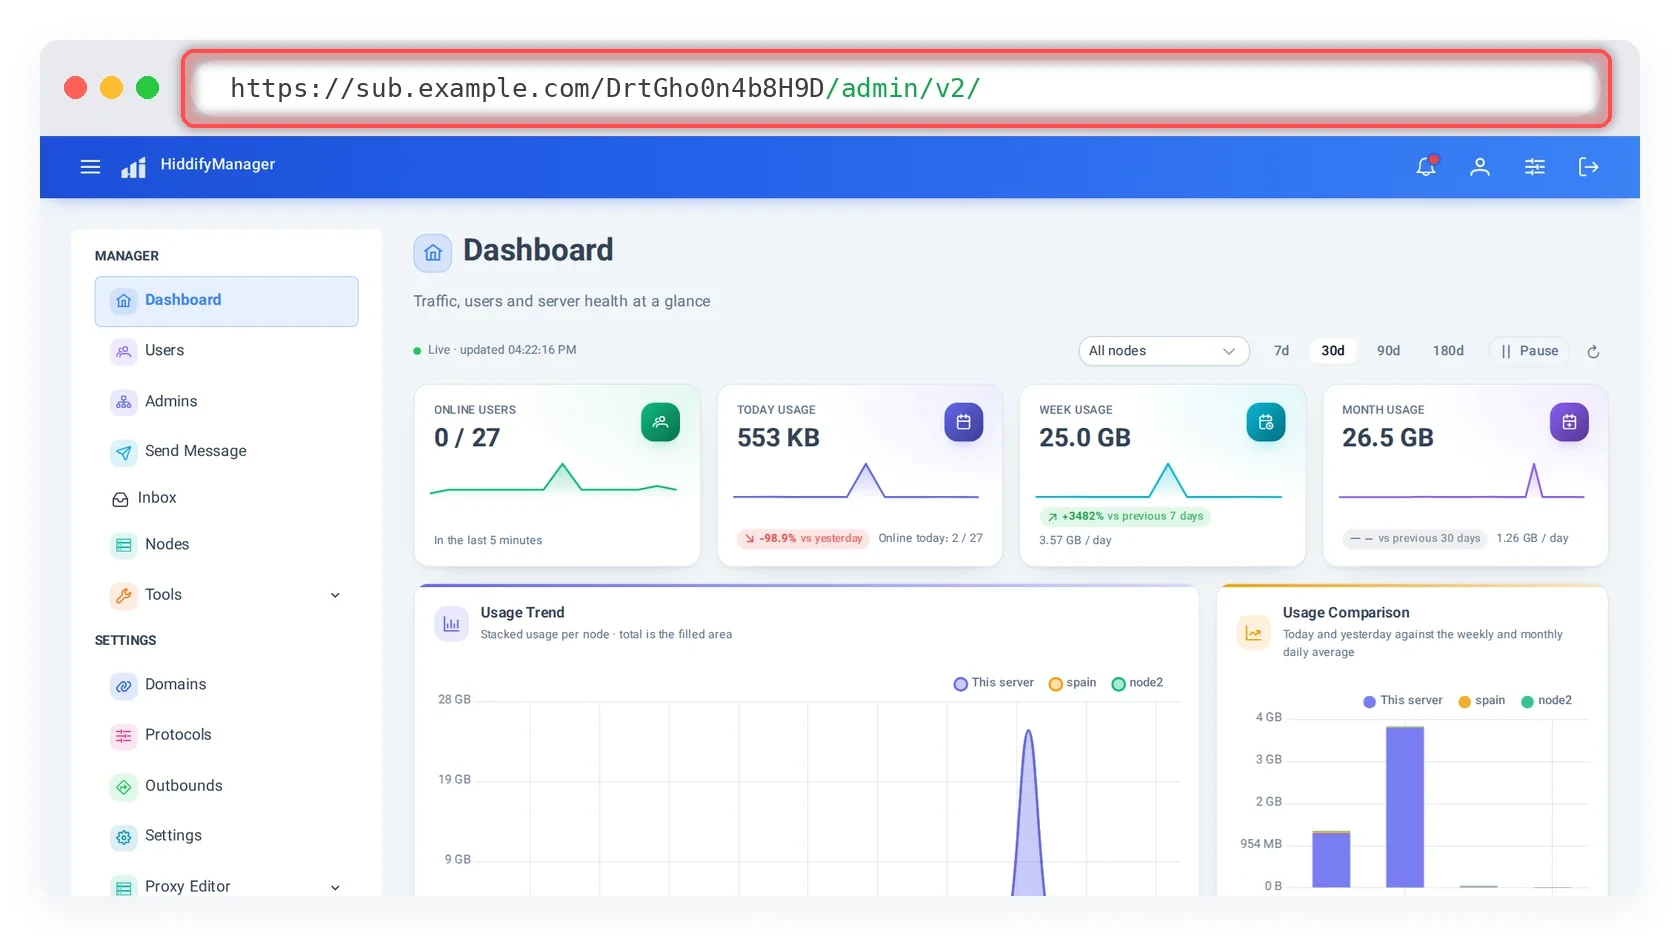 https://sub.example.com/DrtGho0n4b8H9D/admin/v2/
HiddifyManager
MANAGER
Dashboard
Users
Admins
Send Message
Inbox
Nodes
Tools
SETTINGS
Domains
Protocols
Outbounds
Settings
Proxy Editor
Dashboard
Traffic, users and server health at a glance
Live · updated 04:22:16 PM
All nodes
7d
30d
90d
180d
Pause
ONLINE USERS
0 / 27
In the last 5 minutes
TODAY USAGE
553 KB
-98.9% vs yesterday
Online today: 2 / 27
WEEK USAGE
25.0 GB
+3482% vs previous 7 days
3.57 GB / day
MONTH USAGE
26.5 GB
— vs previous 30 days
1.26 GB / day
Usage Trend
Stacked usage per node · total is the filled area
This server
spain
node2
28 GB
19 GB
9 GB
Usage Comparison
Today and yesterday against the weekly and monthly
daily average
This server
spain
node2
4 GB
3 GB
2 GB
954 MB
0 B